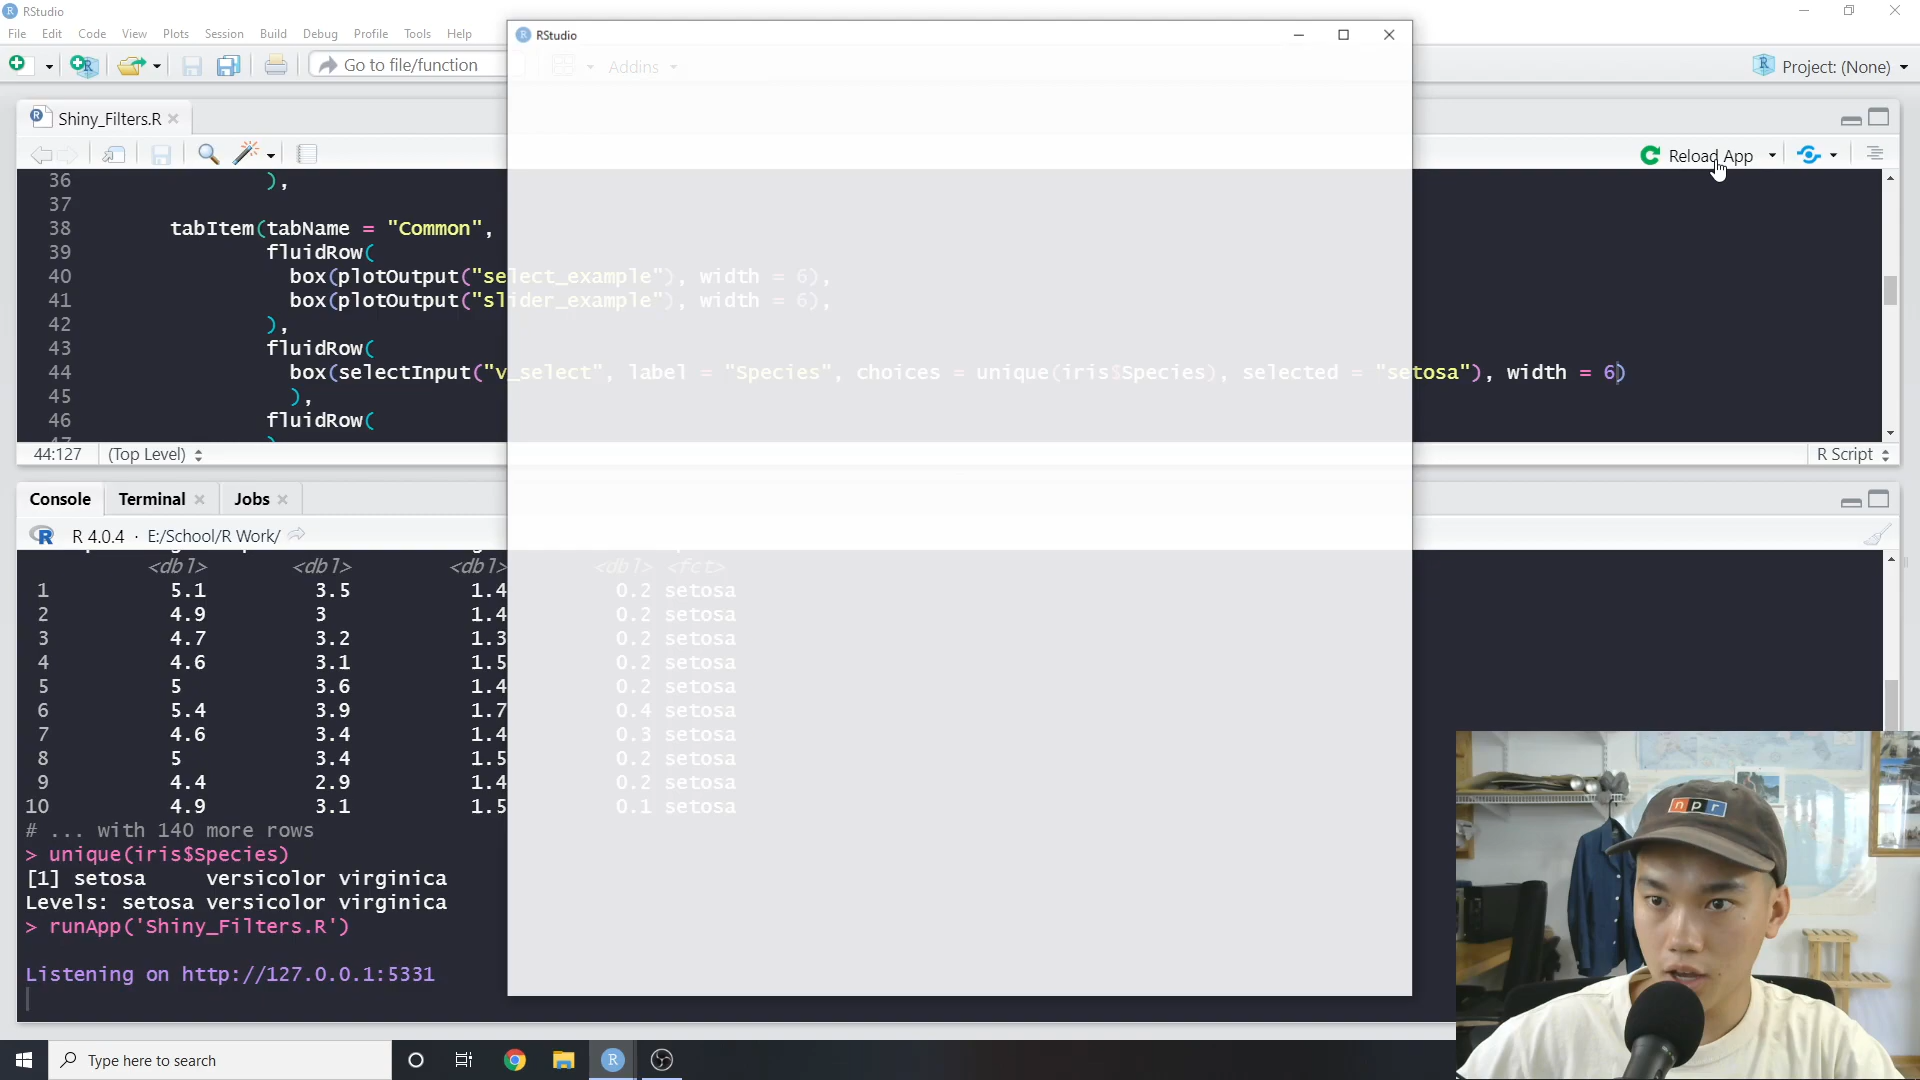 RStudio
RStudio
File Edit Code View Plots Session Build Debug Profile Tools Help
Go to file/function
Addins
Project: (None)
Shiny_Filters.R
Reload App
36 ),
37
38 tabItem(tabName = "Common",
39 fluidRow(
40 box(plotOutput("select_example"), width = 6),
41 box(plotOutput("slider_example"), width = 6),
42 ),
43 fluidRow(
44 box(selectInput("v_select", label = "Species", choices = unique(iris$Species), selected = "setosa"), width = 6)
45 ),
46 fluidRow(
44:127 (Top Level) R Script
Console Terminal Jobs
R 4.0.4 · E:/School/R Work/
<dbl> <dbl> <dbl> <dbl> <fct>
1 5.1 3.5 1.4 0.2 setosa
2 4.9 3 1.4 0.2 setosa
3 4.7 3.2 1.3 0.2 setosa
4 4.6 3.1 1.5 0.2 setosa
5 5 3.6 1.4 0.2 setosa
6 5.4 3.9 1.7 0.4 setosa
7 4.6 3.4 1.4 0.3 setosa
8 5 3.4 1.5 0.2 setosa
9 4.4 2.9 1.4 0.2 setosa
10 4.9 3.1 1.5 0.1 setosa
# ... with 140 more rows
> unique(iris$Species)
[1] setosa versicolor virginica
Levels: setosa versicolor virginica
> runApp('Shiny_Filters.R')
Listening on http://127.0.0.1:5331
npr
Type here to search